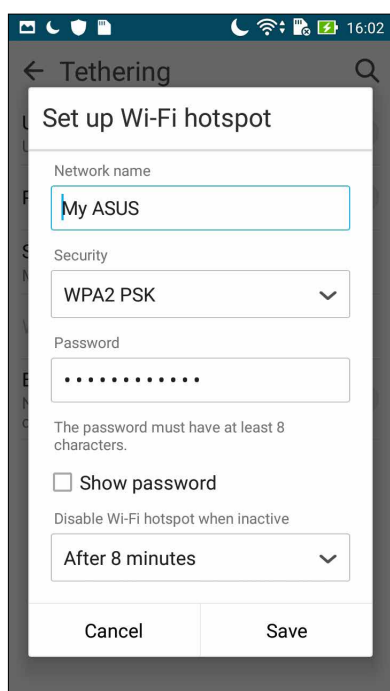 16:02
Tethering
Set up Wi-Fi hotspot
Network name
My ASUS
Security
WPA2 PSK
Password
••••••••••••
The password must have at least 8
characters.
Show password
Disable Wi-Fi hotspot when inactive
After 8 minutes
Cancel Save